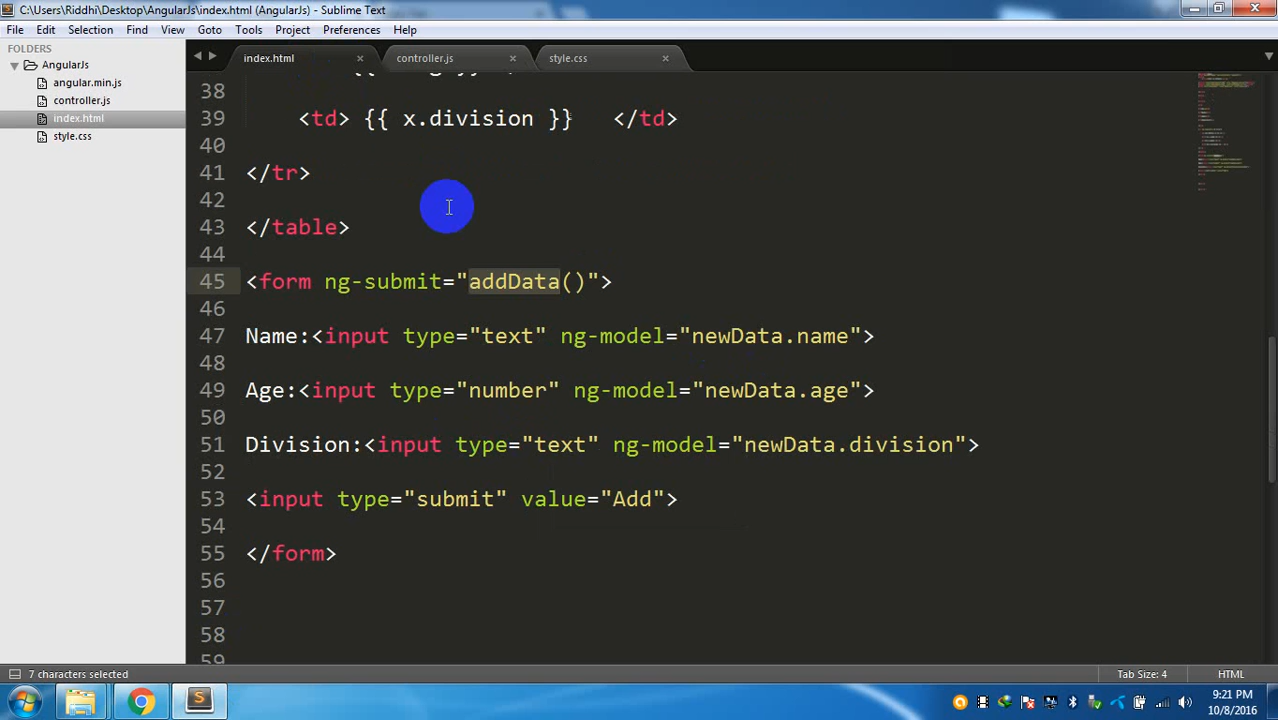 C:\Users\Riddhi\Desktop\AngularJs\index.html (AngularJs) - Sublime Text
File Edit Selection Find View Goto Tools Project Preferences Help
FOLDERS
AngularJs
angular.min.js
controller.js
index.html
style.css
index.html controller.js style.css
38
39 <td> {{ x.division }} </td>
40
41 </tr>
42
43 </table>
44
45 <form ng-submit="addData()">
46
47 Name:<input type="text" ng-model="newData.name">
48
49 Age:<input type="number" ng-model="newData.age">
50
51 Division:<input type="text" ng-model="newData.division">
52
53 <input type="submit" value="Add">
54
55 </form>
56
57
58
59
7 characters selected Tab Size: 4 HTML
9:21 PM
10/8/2016